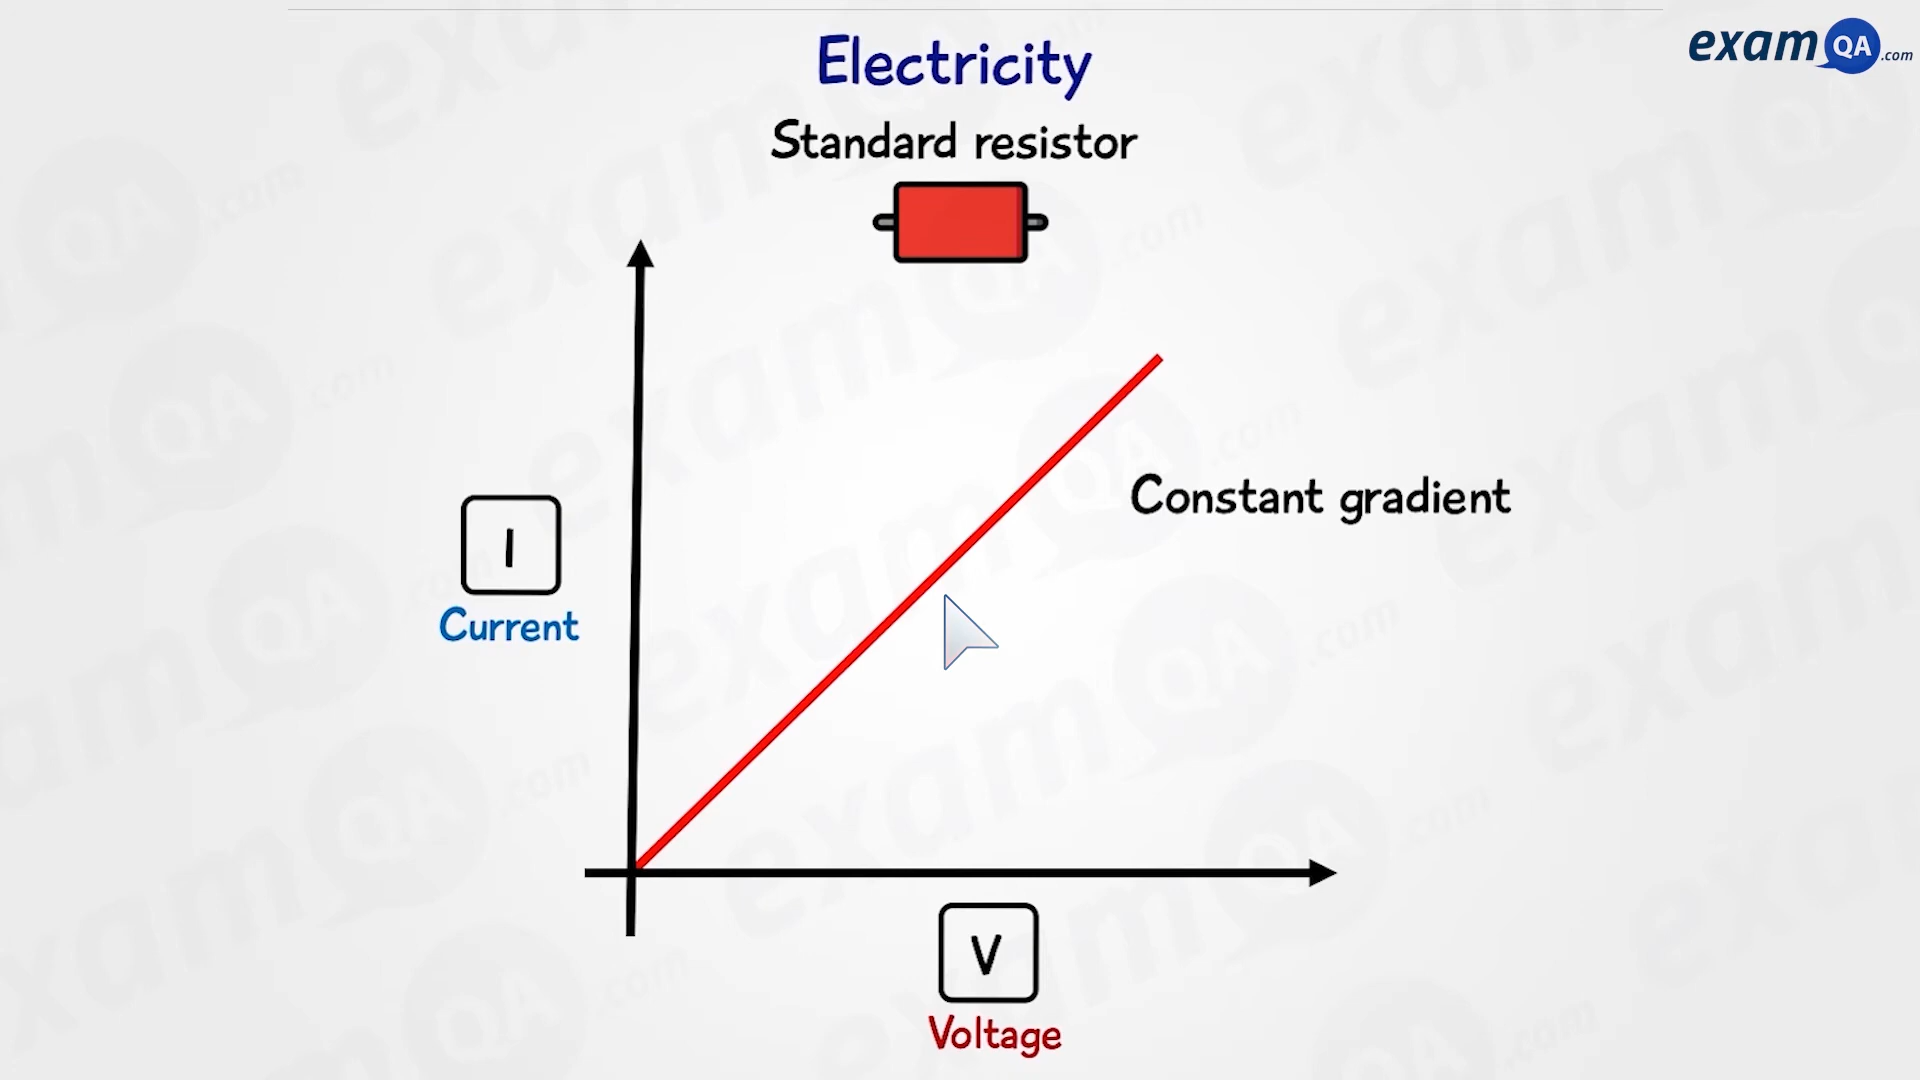 examQA.com
Electricity
Standard resistor
Constant gradient
I
Current
V
Voltage